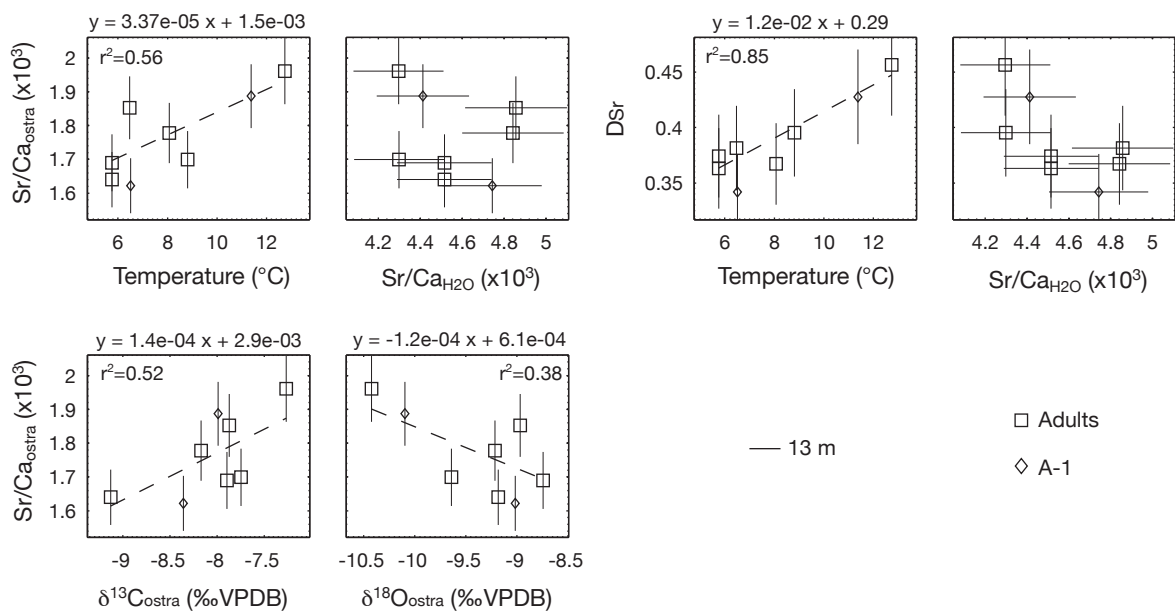 y = 3.37e-05 x + 1.5e-03
r²=0.56
Sr/Ca_ostra (x10³)
2
1.9
1.8
1.7
1.6
6 8 10 12
Temperature (°C)
4.2 4.4 4.6 4.8 5
Sr/Ca_H2O (x10³)
y = 1.2e-02 x + 0.29
r²=0.85
Dsr
0.45
0.4
0.35
6 8 10 12
Temperature (°C)
4.2 4.4 4.6 4.8 5
Sr/Ca_H2O (x10³)
y = 1.4e-04 x + 2.9e-03
r²=0.52
Sr/Ca_ostra (x10³)
2
1.9
1.8
1.7
1.6
-9 -8.5 -8 -7.5
δ¹³C_ostra (‰VPDB)
y = -1.2e-04 x + 6.1e-04
r²=0.38
-10.5 -10 -9.5 -9 -8.5
δ¹⁸O_ostra (‰VPDB)
13 m
Adults
A-1